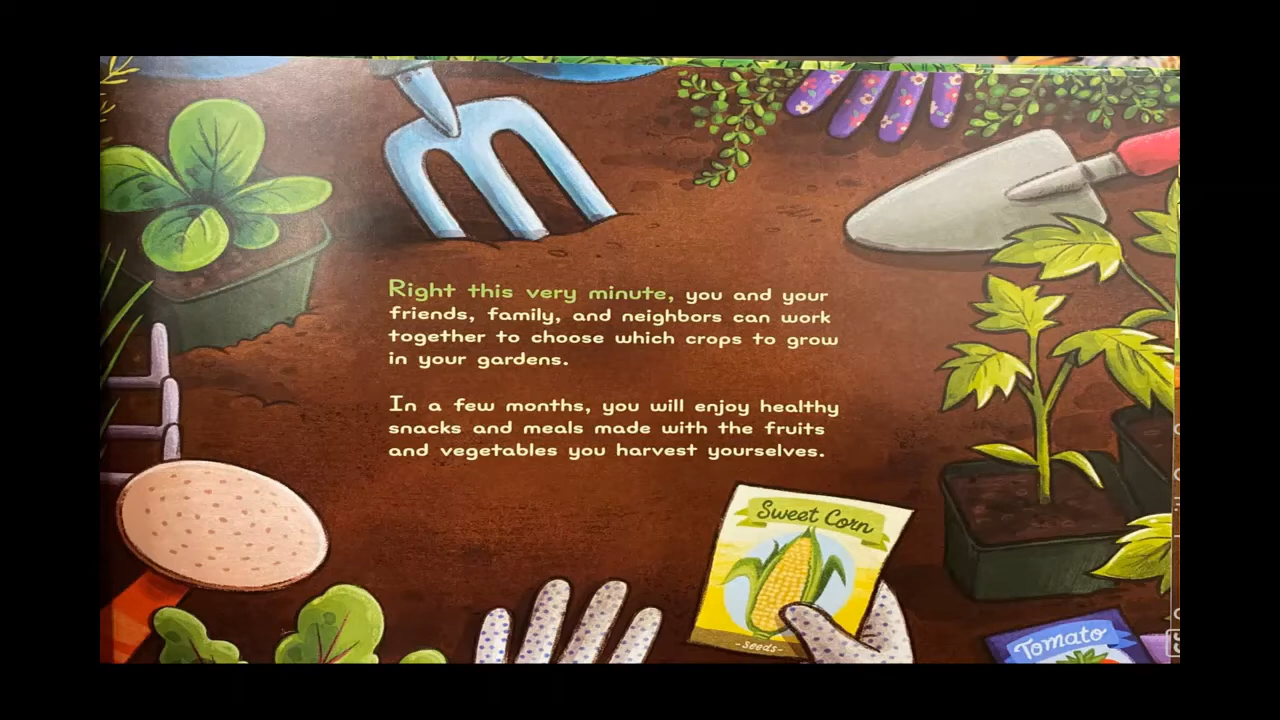 Right this very minute, you and your
friends, family, and neighbors can work
together to choose which crops to grow
in your gardens.
In a few months, you will enjoy healthy
snacks and meals made with the fruits
and vegetables you harvest yourselves.
Sweet Corn
-seeds-
Tomato